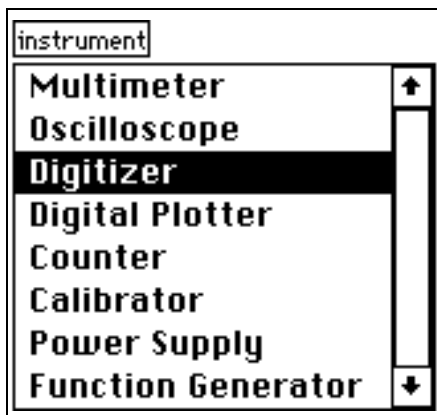 instrument
Multimeter
Oscilloscope
Digitizer
Digital Plotter
Counter
Calibrator
Power Supply
Function Generator